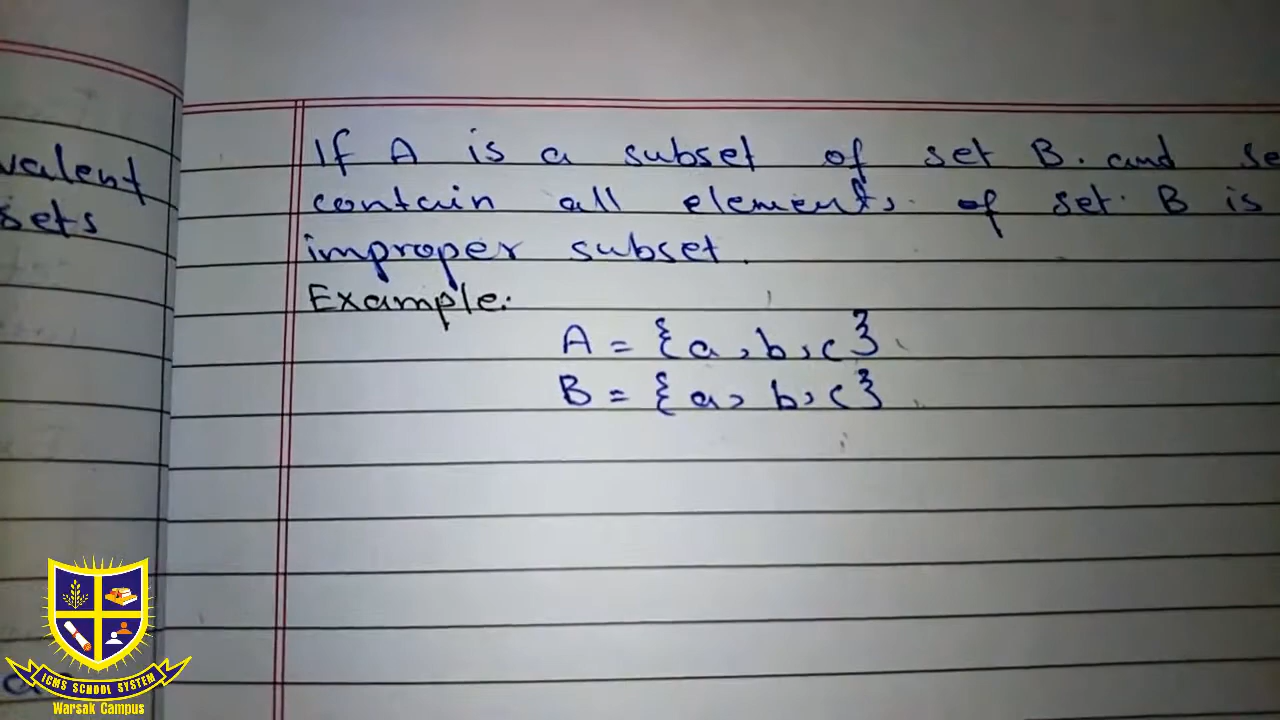 valent
sets
If A is a subset of set B. and se
contain all elements of set B is
improper subset.
Example:
A = {a, b, c}
B = {a, b, c}
ICMS SCHOOL SYSTEM
Warsak Campus